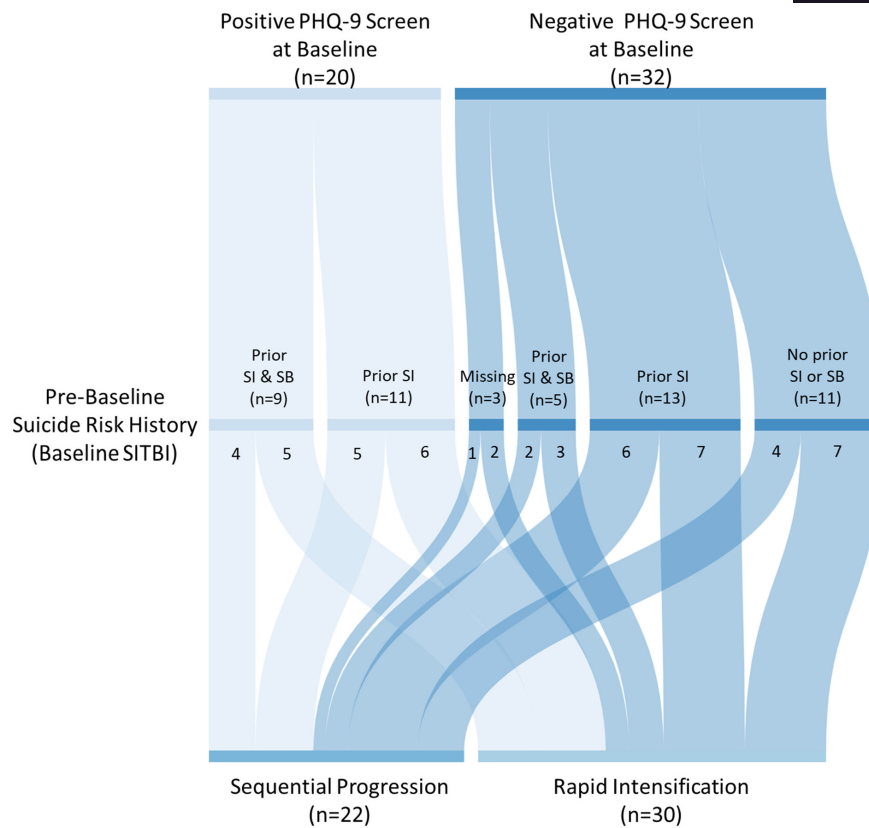 Positive PHQ-9 Screen
at Baseline
(n=20)
Negative PHQ-9 Screen
at Baseline
(n=32)
Pre-Baseline
Suicide Risk History
(Baseline SITBI)
Prior
SI & SB
(n=9)
Prior SI
(n=11)
Missing
(n=3)
Prior
SI & SB
(n=5)
Prior SI
(n=13)
No prior
SI or SB
(n=11)
4 5 5 6 1 2 2 3 6 7 4 7
Sequential Progression
(n=22)
Rapid Intensification
(n=30)